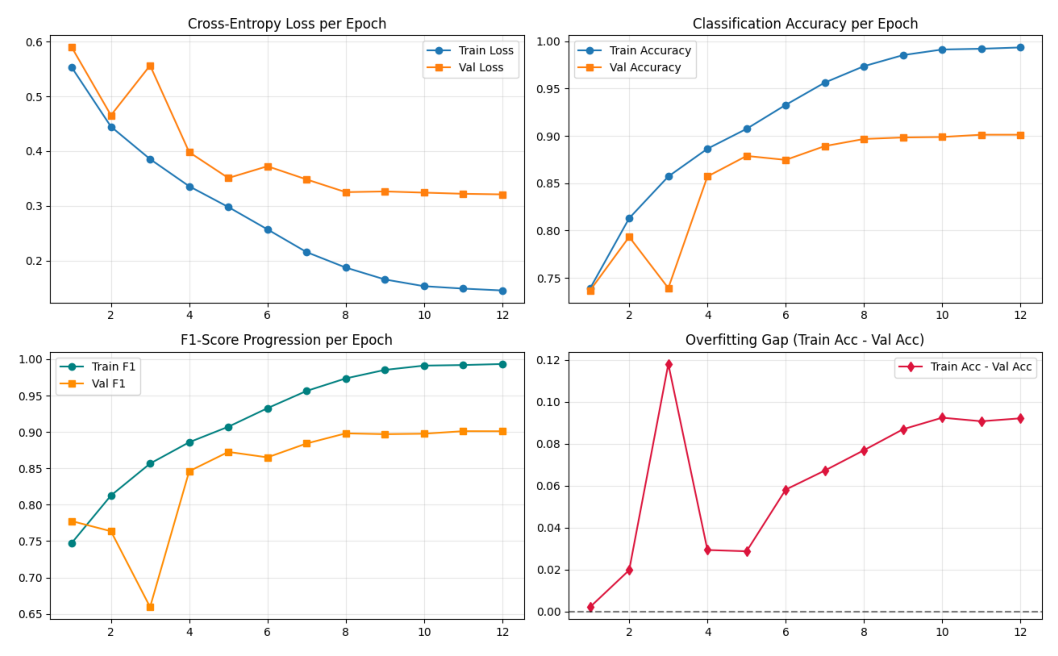 Cross-Entropy Loss per Epoch
0.6
0.5
0.4
0.3
0.2
2 4 6 8 10 12
Train Loss
Val Loss
Classification Accuracy per Epoch
1.00
0.95
0.90
0.85
0.80
0.75
2 4 6 8 10 12
Train Accuracy
Val Accuracy
F1-Score Progression per Epoch
1.00
0.95
0.90
0.85
0.80
0.75
0.70
0.65
2 4 6 8 10 12
Train F1
Val F1
Overfitting Gap (Train Acc - Val Acc)
0.12
0.10
0.08
0.06
0.04
0.02
0.00
2 4 6 8 10 12
Train Acc - Val Acc